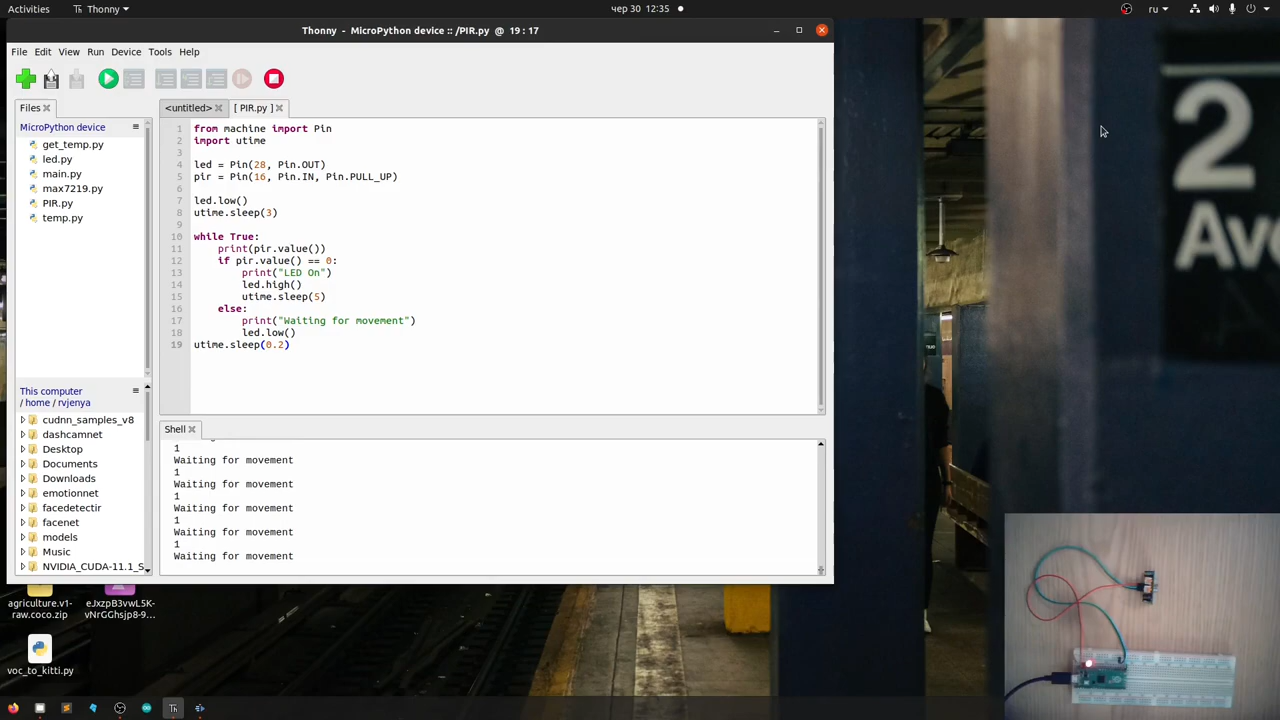 Activities
Thonny
чер 30 12:35
ru
Thonny - MicroPython device :: /PIR.py @ 19 : 17
File Edit View Run Device Tools Help
Files
MicroPython device
get_temp.py
led.py
main.py
max7219.py
PIR.py
temp.py
This computer
/ home / rvjenya
cudnn_samples_v8
dashcamnet
Desktop
Documents
Downloads
emotionnet
facedetectir
facenet
models
Music
NVIDIA_CUDA-11.1_S
<untitled>
[ PIR.py ]
1 from machine import Pin
2 import utime
3
4 led = Pin(28, Pin.OUT)
5 pir = Pin(16, Pin.IN, Pin.PULL_UP)
6
7 led.low()
8 utime.sleep(3)
9
10 while True:
11 print(pir.value())
12 if pir.value() == 0:
13 print("LED On")
14 led.high()
15 utime.sleep(5)
16 else:
17 print("Waiting for movement")
18 led.low()
19 utime.sleep(0.2)
Shell
1
Waiting for movement
1
Waiting for movement
1
Waiting for movement
1
Waiting for movement
1
Waiting for movement
agriculture.v1-
raw.coco.zip
eJxzpB3vwL5K-
vNrGGhsjp8-9...
voc_to_kitti.py
2
Ave